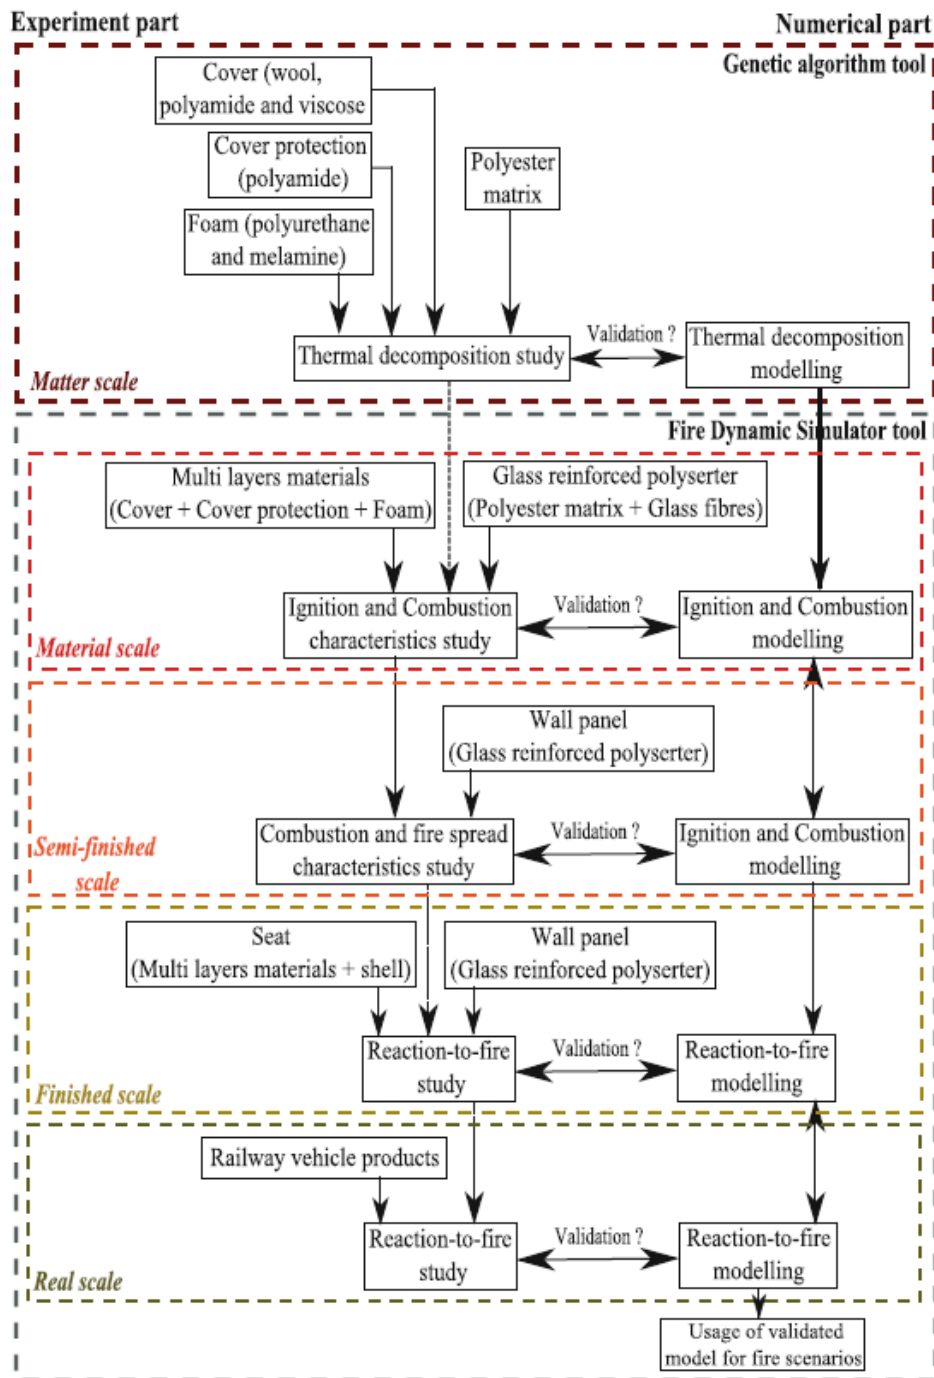 Experiment part
Numerical part
Genetic algorithm tool
Cover (wool,
polyamide and viscose
Cover protection
(polyamide)
Polyester
matrix
Foam (polyurethane
and melamine)
Thermal decomposition study
Validation ?
Thermal decomposition
modelling
Matter scale
Fire Dynamic Simulator tool
Multi layers materials
(Cover + Cover protection + Foam)
Glass reinforced polyserter
(Polyester matrix + Glass fibres)
Ignition and Combustion
characteristics study
Validation ?
Ignition and Combustion
modelling
Material scale
Wall panel
(Glass reinforced polyserter)
Combustion and fire spread
characteristics study
Validation ?
Ignition and Combustion
modelling
Semi-finished
scale
Seat
(Multi layers materials + shell)
Wall panel
(Glass reinforced polyserter)
Reaction-to-fire
study
Validation ?
Reaction-to-fire
modelling
Finished scale
Railway vehicle products
Reaction-to-fire
study
Validation ?
Reaction-to-fire
modelling
Real scale
Usage of validated
model for fire scenarios